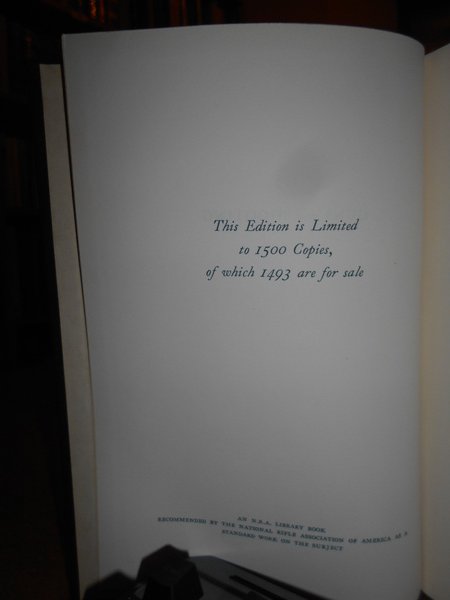 This Edition is Limited
to 1500 Copies,
of which 1493 are for sale
AN N.R.A. LIBRARY BOOK
RECOMMENDED BY THE NATIONAL RIFLE ASSOCIATION OF AMERICA AS A
STANDARD WORK ON THE SUBJECT